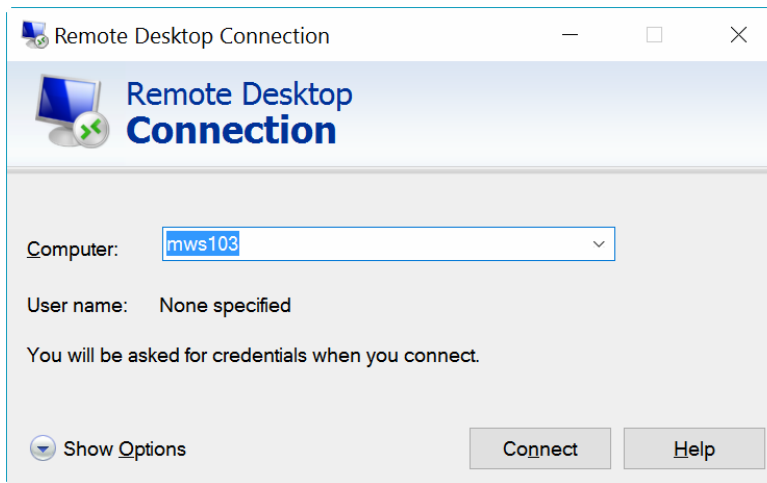 Remote Desktop Connection
Remote Desktop
Connection
Computer: mws103
User name: None specified
You will be asked for credentials when you connect.
Show Options Connect Help